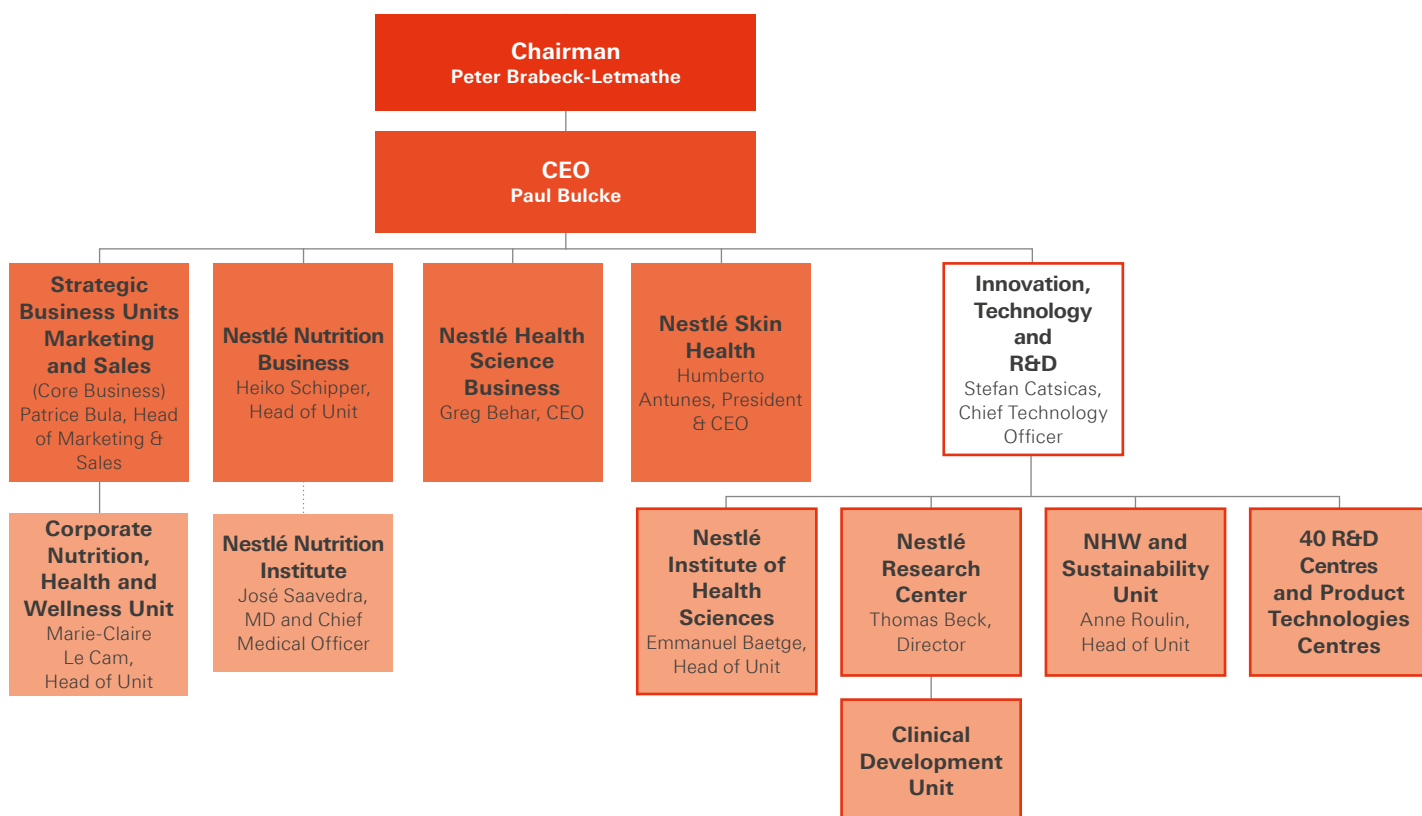 Chairman
Peter Brabeck-Letmathe
CEO
Paul Bulcke
Strategic
Business Units
Marketing
and Sales
(Core Business)
Patrice Bula, Head
of Marketing &
Sales
Nestlé Nutrition
Business
Heiko Schipper,
Head of Unit
Nestlé Health
Science
Business
Greg Behar, CEO
Nestlé Skin
Health
Humberto
Antunes, President
& CEO
Innovation,
Technology
and
R&D
Stefan Catsicas,
Chief Technology
Officer
Corporate
Nutrition,
Health and
Wellness Unit
Marie-Claire
Le Cam,
Head of Unit
Nestlé Nutrition
Institute
José Saavedra,
MD and Chief
Medical Officer
Nestlé
Institute of
Health
Sciences
Emmanuel Baetge,
Head of Unit
Nestlé
Research
Center
Thomas Beck,
Director
NHW and
Sustainability
Unit
Anne Roulin,
Head of Unit
40 R&D
Centres
and Product
Technologies
Centres
Clinical
Development
Unit